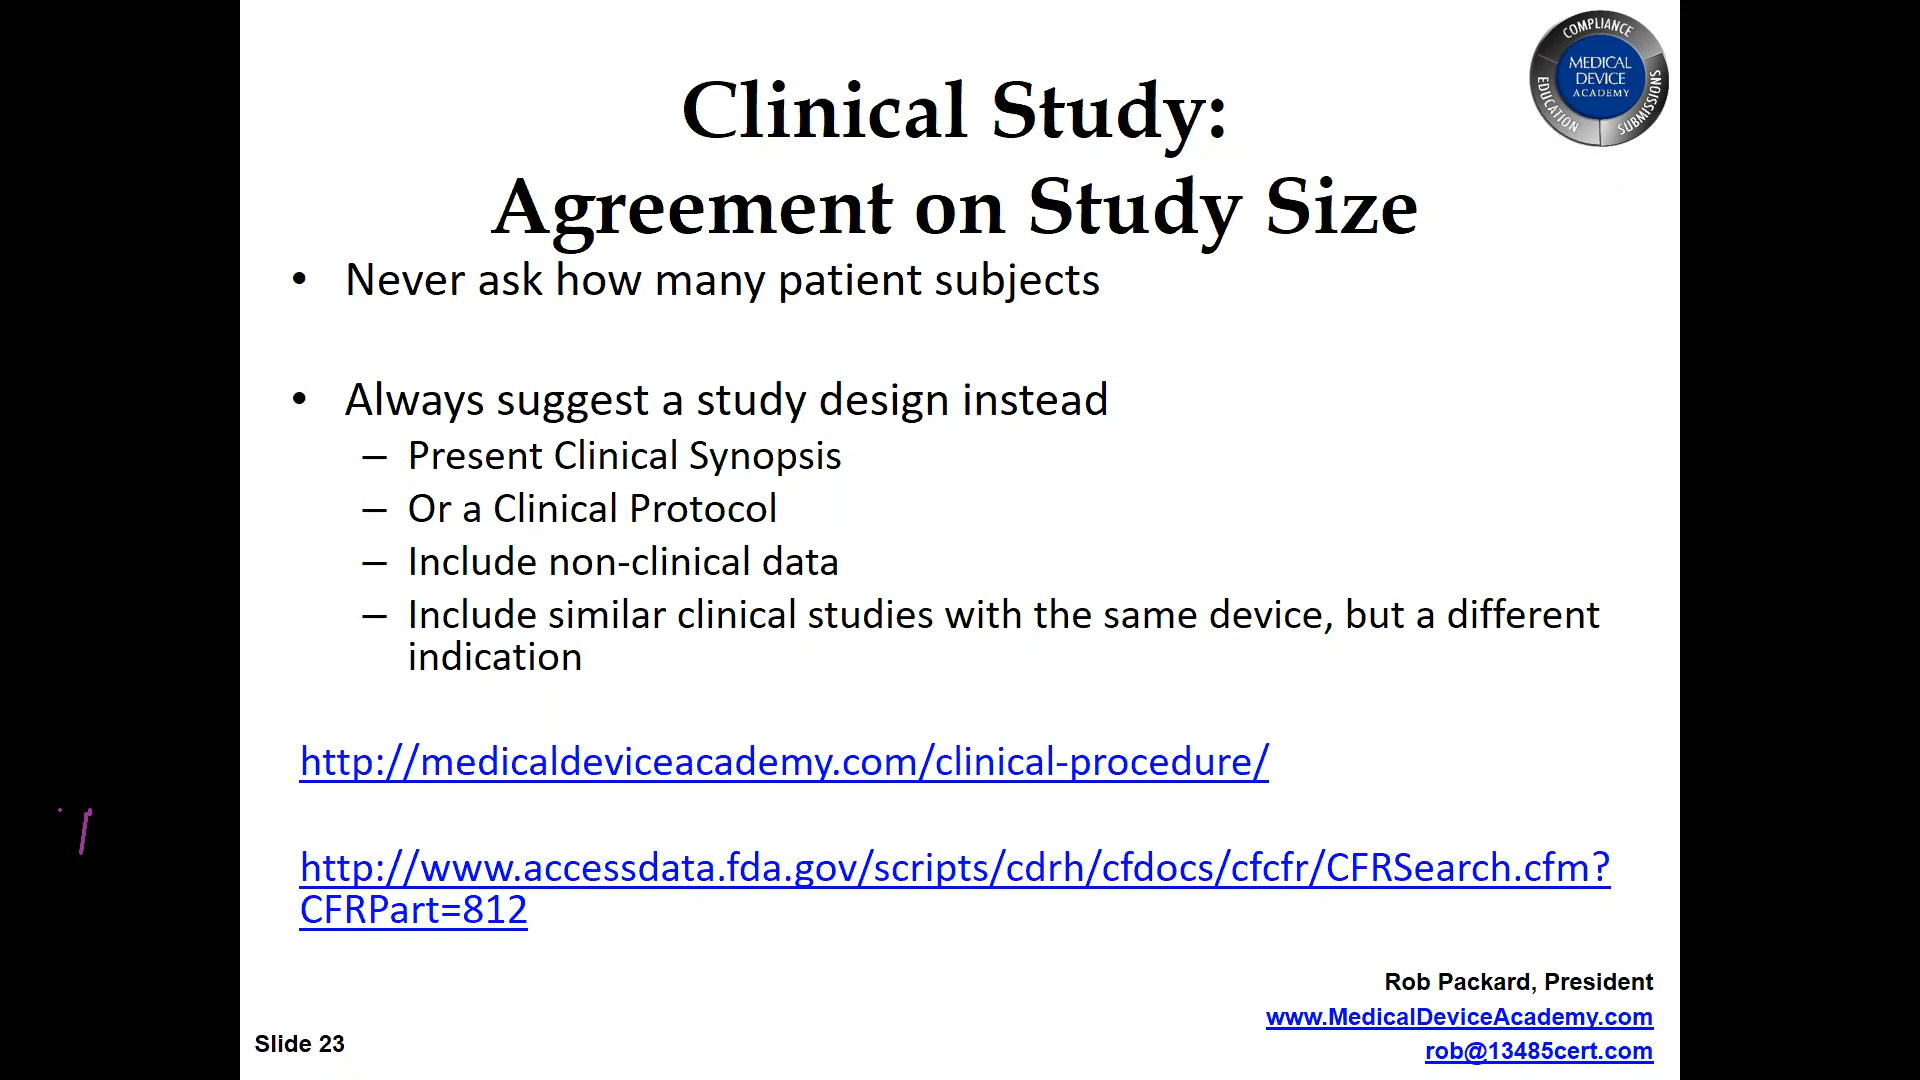 COMPLIANCE
MEDICAL
DEVICE
ACADEMY
EDUCATION
SUBMISSIONS
Clinical Study:
Agreement on Study Size
• Never ask how many patient subjects
• Always suggest a study design instead
– Present Clinical Synopsis
– Or a Clinical Protocol
– Include non-clinical data
– Include similar clinical studies with the same device, but a different
indication
http://medicaldeviceacademy.com/clinical-procedure/
http://www.accessdata.fda.gov/scripts/cdrh/cfdocs/cfcfr/CFRSearch.cfm?
CFRPart=812
Rob Packard, President
www.MedicalDeviceAcademy.com
rob@13485cert.com
Slide 23